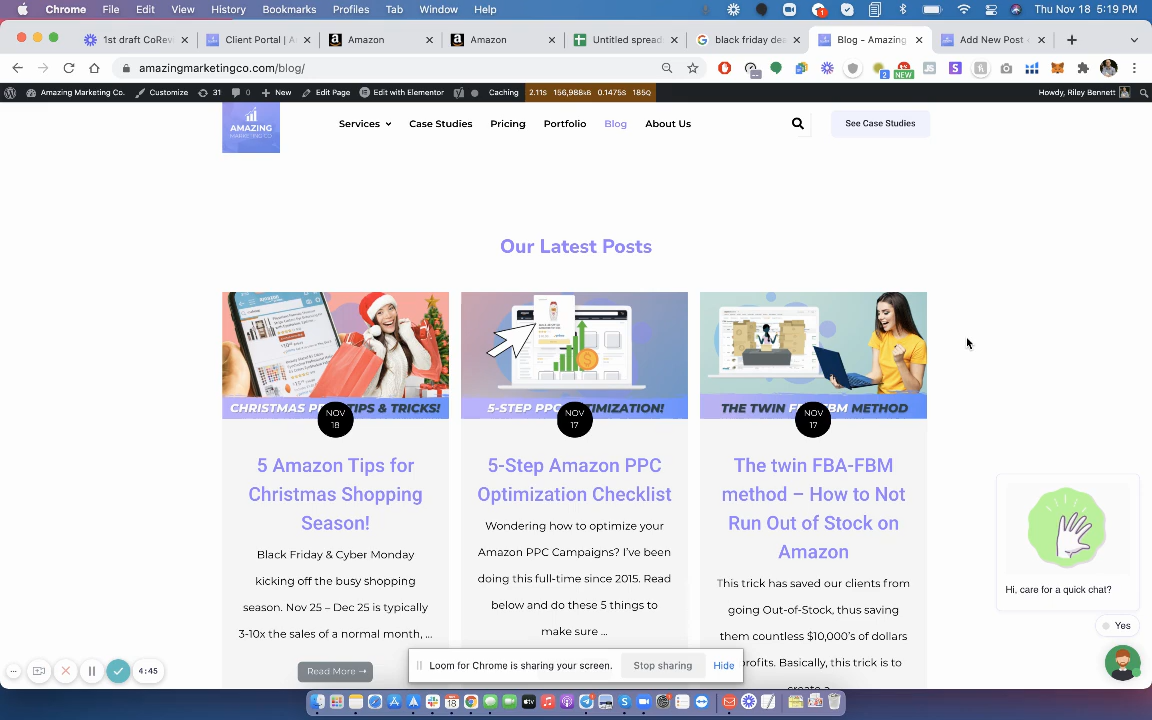 Chrome File Edit View History Bookmarks Profiles Tab Window Help
1
Thu Nov 18 5:19 PM
1st draft CoRev
Client Portal | A
Amazon
Amazon
Untitled spread
black friday dea
Blog - Amazing
Add New Post
amazingmarketingco.com/blog/
2
NEW
JS
S
Amazing Marketing Co. Customize 31 0 New Edit Page Edit with Elementor Caching 2.11S 156,988KB 0.1475S 185Q
Howdy, Riley Bennett
AMAZING
MARKETING CO
Services Case Studies Pricing Portfolio Blog About Us
See Case Studies
Our Latest Posts
CHRISTMAS PP TIPS & TRICKS!
5-STEP PPC OPTIMIZATION!
THE TWIN FBA-FBM METHOD
NOV
18
NOV
17
NOV
17
5 Amazon Tips for
Christmas Shopping
Season!
Black Friday & Cyber Monday
kicking off the busy shopping
season. Nov 25 – Dec 25 is typically
3-10x the sales of a normal month, ...
Read More →
5-Step Amazon PPC
Optimization Checklist
Wondering how to optimize your
Amazon PPC Campaigns? I've been
doing this full-time since 2015. Read
below and do these 5 things to
make sure ...
The twin FBA-FBM
method – How to Not
Run Out of Stock on
Amazon
This trick has saved our clients from
going Out-of-Stock, thus saving
them countless $10,000's of dollars
profits. Basically, this trick is to
create a
Hi, care for a quick chat?
Yes
4:45
Loom for Chrome is sharing your screen. Stop sharing Hide
18